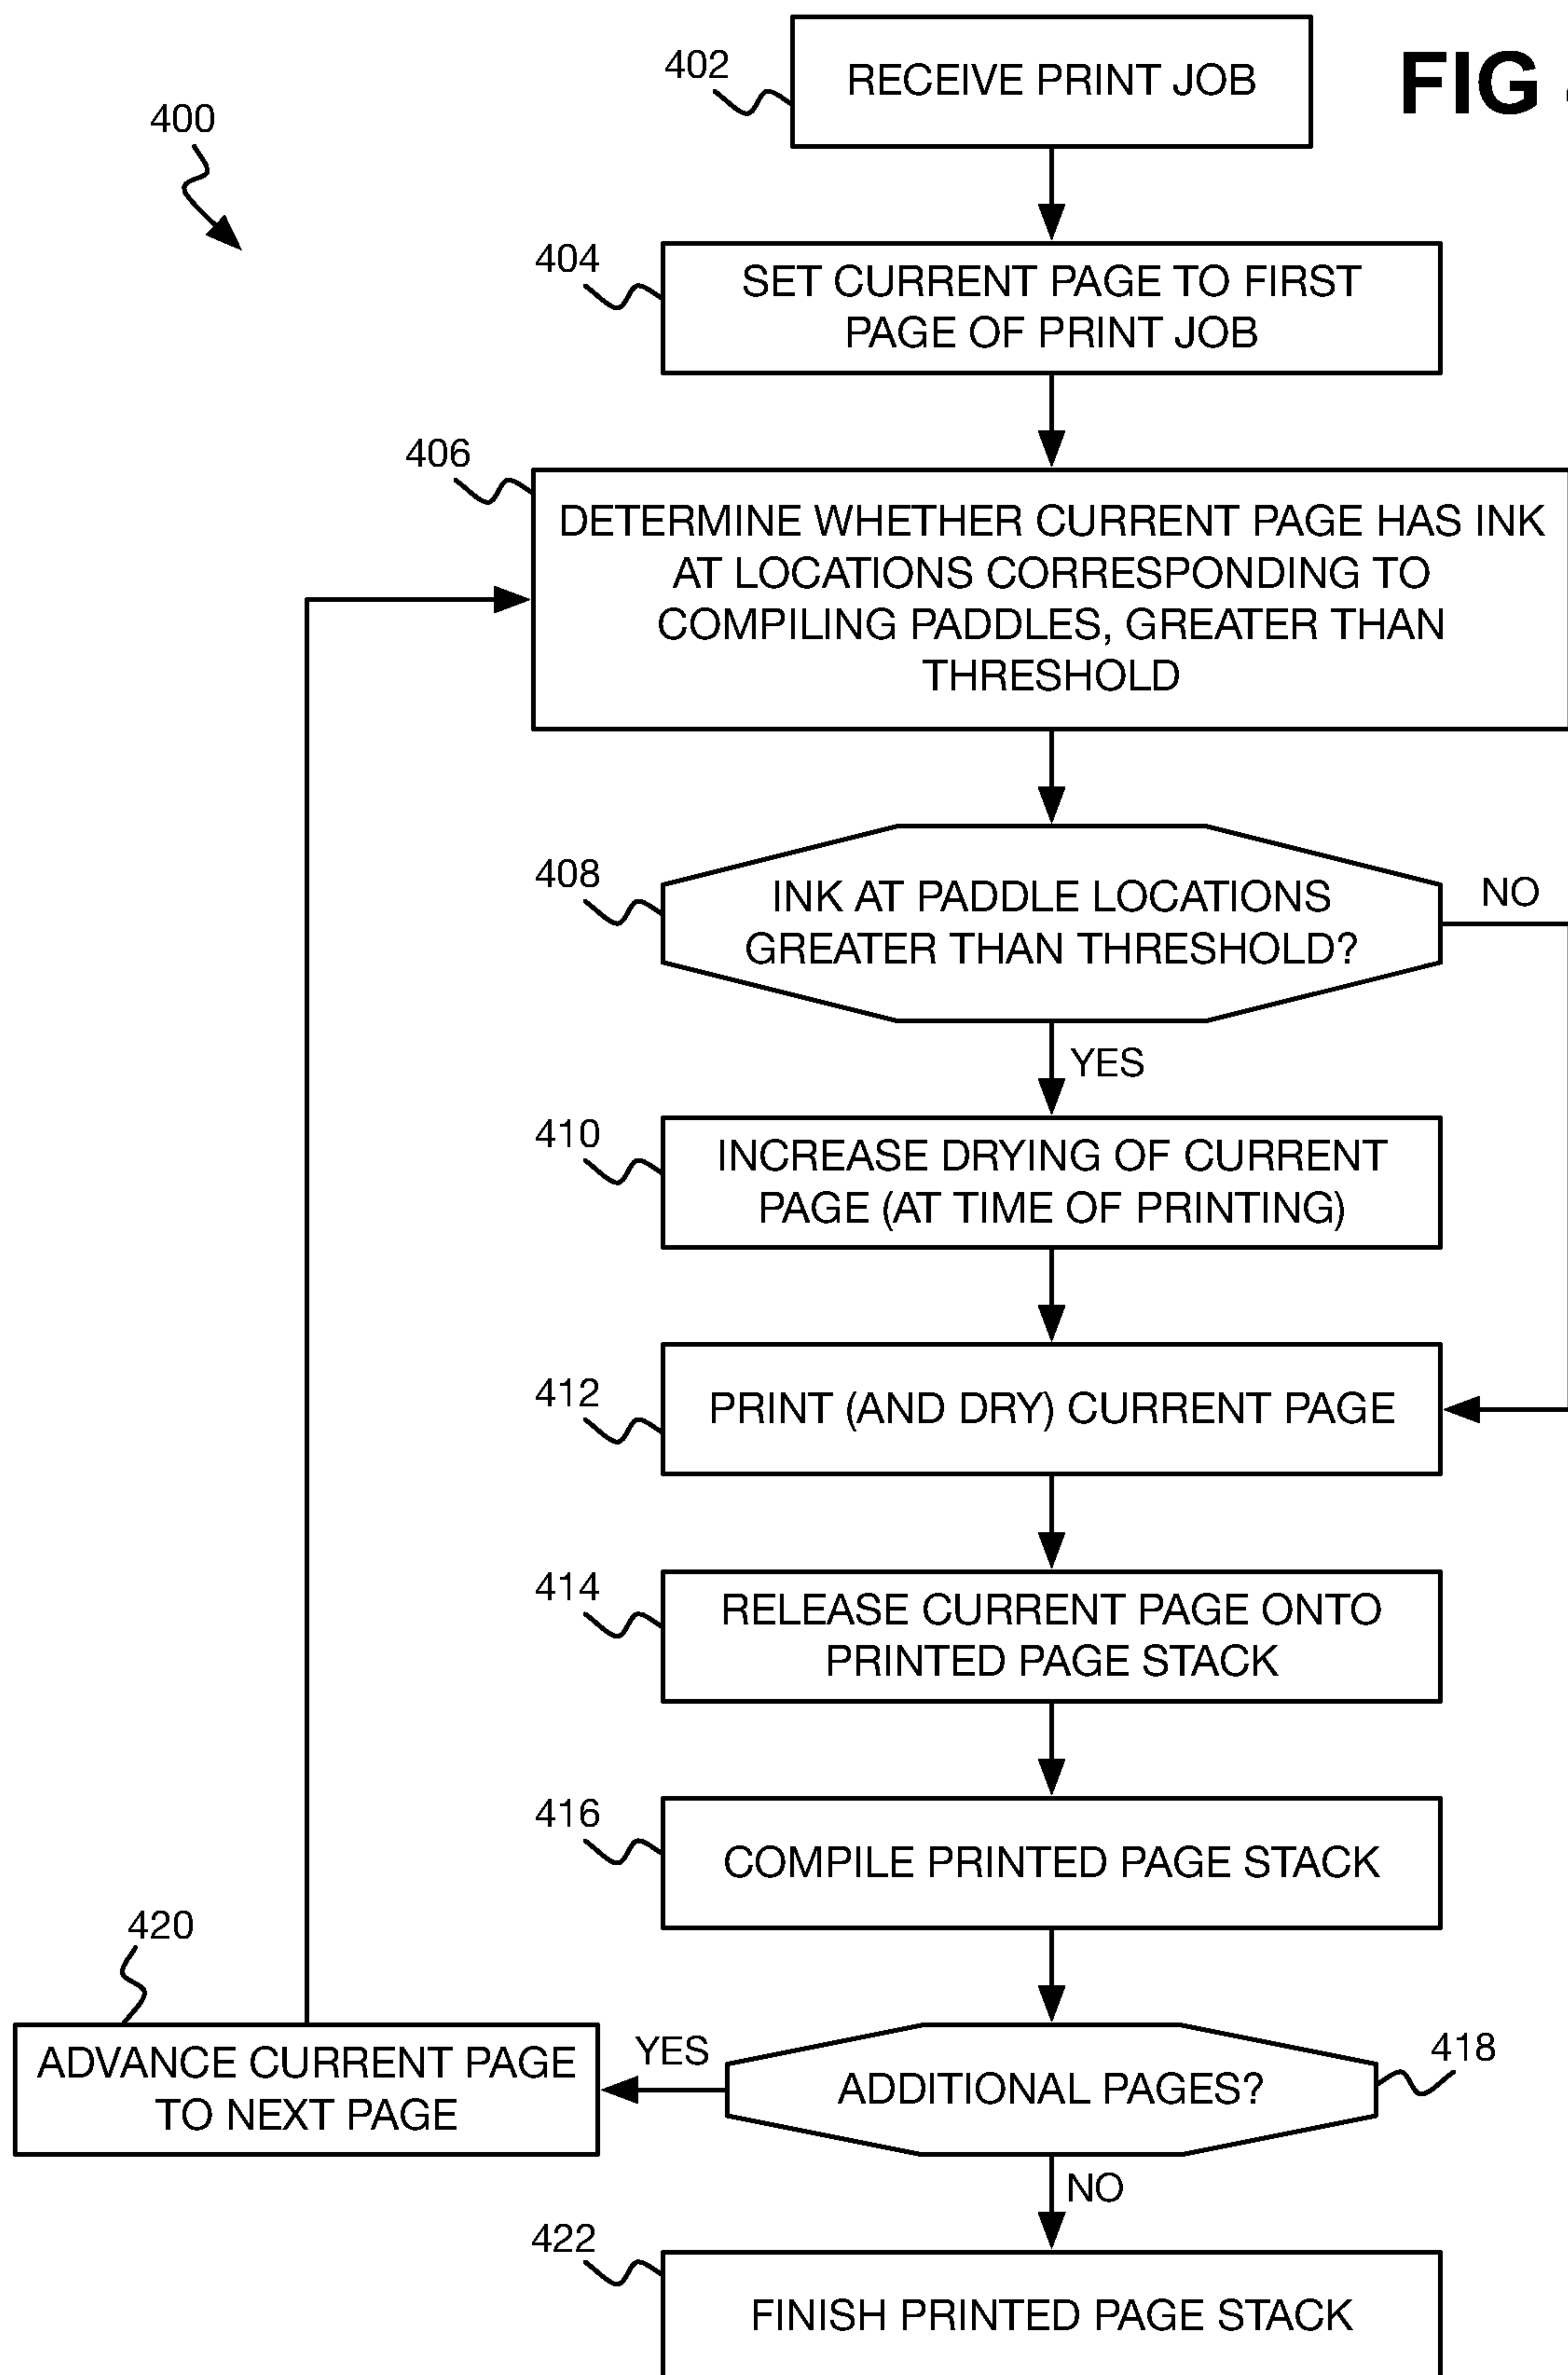 402
RECEIVE PRINT JOB
FIG
400
404
SET CURRENT PAGE TO FIRST
PAGE OF PRINT JOB
406
DETERMINE WHETHER CURRENT PAGE HAS INK
AT LOCATIONS CORRESPONDING TO
COMPILING PADDLES, GREATER THAN
THRESHOLD
408
INK AT PADDLE LOCATIONS
GREATER THAN THRESHOLD?
NO
YES
410
INCREASE DRYING OF CURRENT
PAGE (AT TIME OF PRINTING)
412
PRINT (AND DRY) CURRENT PAGE
414
RELEASE CURRENT PAGE ONTO
PRINTED PAGE STACK
416
COMPILE PRINTED PAGE STACK
420
ADVANCE CURRENT PAGE
TO NEXT PAGE
YES
ADDITIONAL PAGES?
418
NO
422
FINISH PRINTED PAGE STACK